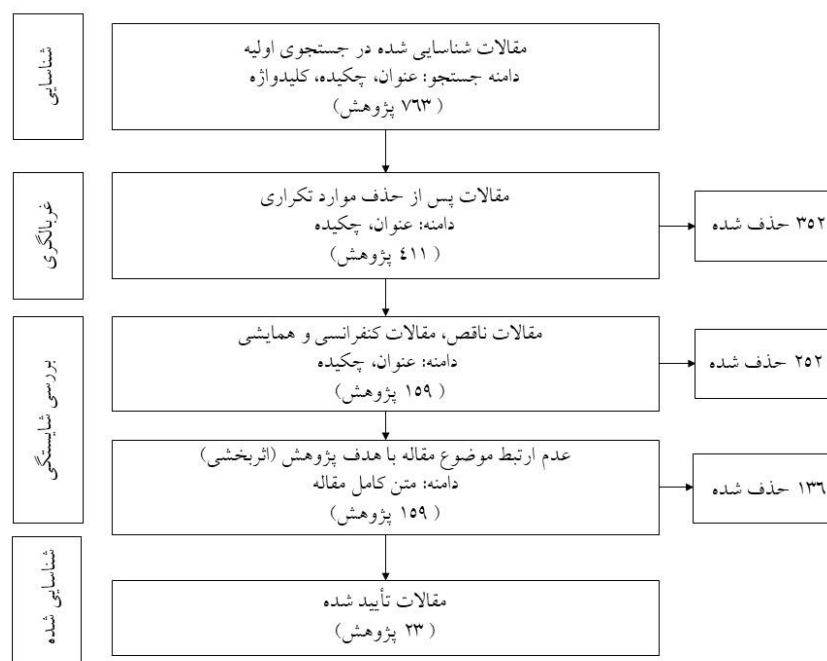 شناسایی
مقالات شناسایی شده در جستجوی اولیه
دامنه جستجو: عنوان، چکیده، کلیدواژه
( ۷۶۳ پژوهش)
غربالگری
مقالات پس از حذف موارد تکراری
دامنه: عنوان، چکیده
( ۴۱۱ پژوهش)
۳۵۲ حذف شده
بررسی شایستگی
مقالات ناقص، مقالات کنفرانسی و همایشی
دامنه: عنوان، چکیده
( ۱۵۹ پژوهش)
۲۵۲ حذف شده
عدم ارتبط موضوع مقاله با هدف پژوهش (اثربخشی)
دامنه: متن کامل مقاله
( ۱۵۹ پژوهش)
۱۳۶ حذف شده
شناسایی شده
مقالات تأیید شده
( ۲۳ پژوهش)